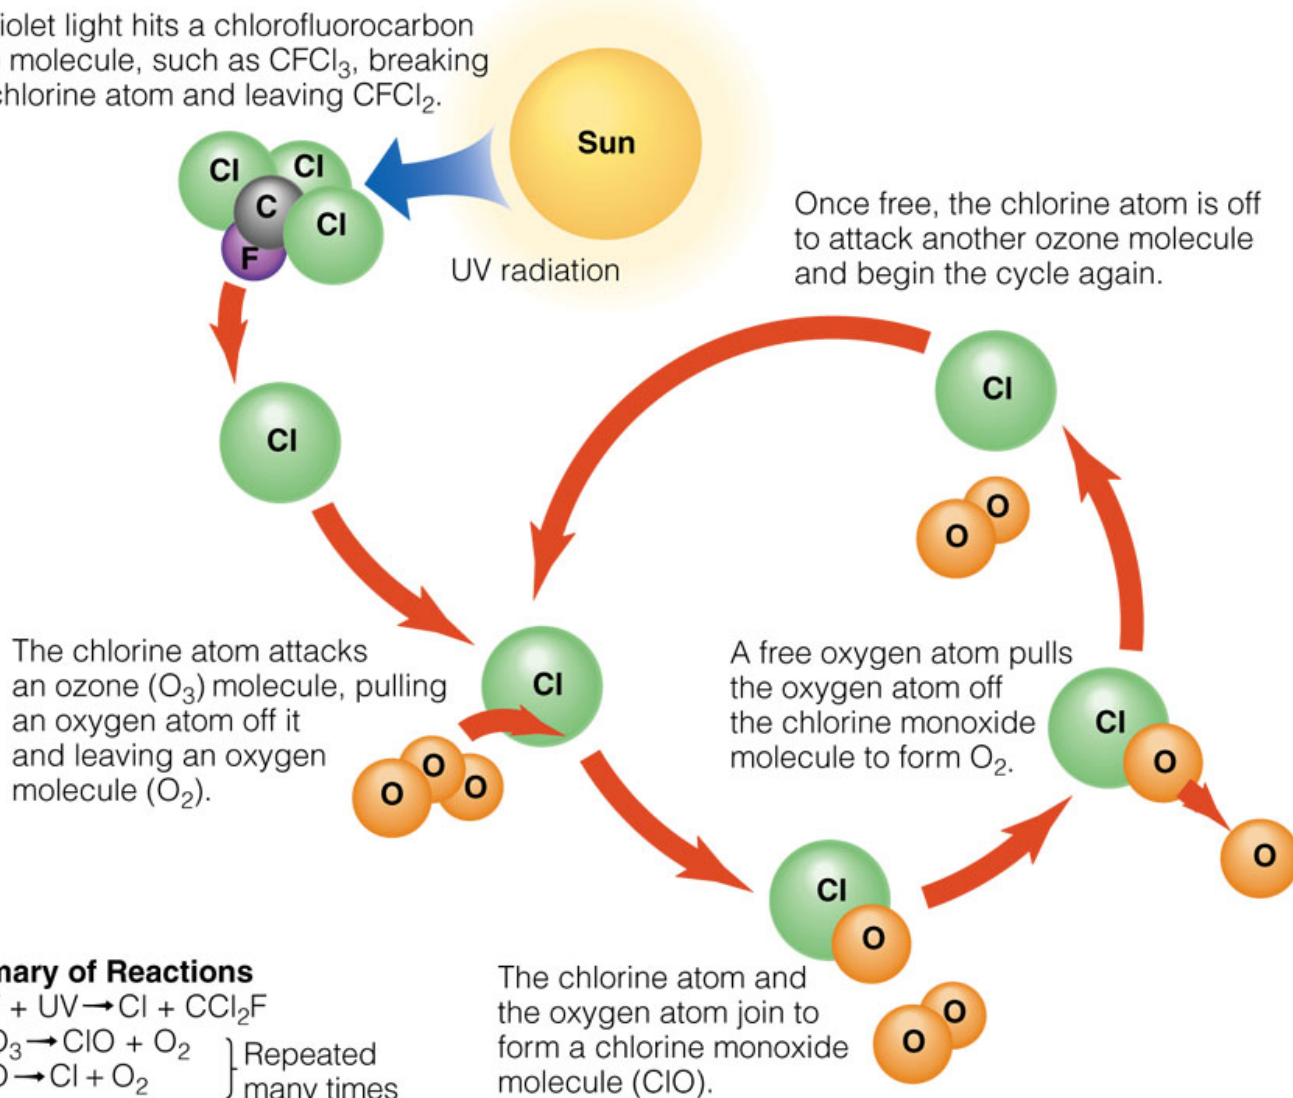 iolet light hits a chlorofluorocarbon
molecule, such as CFCl₃, breaking
chlorine atom and leaving CFCl₂.
Sun
Cl
Cl
C
Cl
F
UV radiation
Once free, the chlorine atom is off
to attack another ozone molecule
and begin the cycle again.
Cl
Cl
O
O
The chlorine atom attacks
an ozone (O₃) molecule, pulling
an oxygen atom off it
and leaving an oxygen
molecule (O₂).
Cl
O
O
O
A free oxygen atom pulls
the oxygen atom off
the chlorine monoxide
molecule to form O₂.
Cl
O
O
Cl
O
O
O
The chlorine atom and
the oxygen atom join to
form a chlorine monoxide
molecule (ClO).
mary of Reactions
+ UV → Cl + CCl₂F
O₃ → ClO + O₂
O → Cl + O₂
Repeated
many times